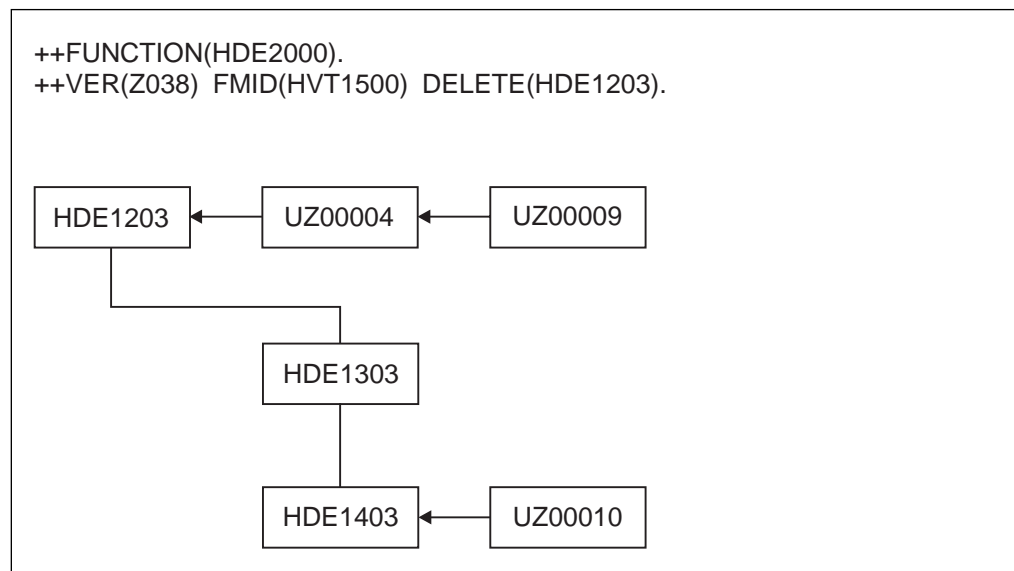 ++FUNCTION(HDE2000).
++VER(Z038) FMID(HVT1500) DELETE(HDE1203).
HDE1203
UZ00004
UZ00009
HDE1303
HDE1403
UZ00010